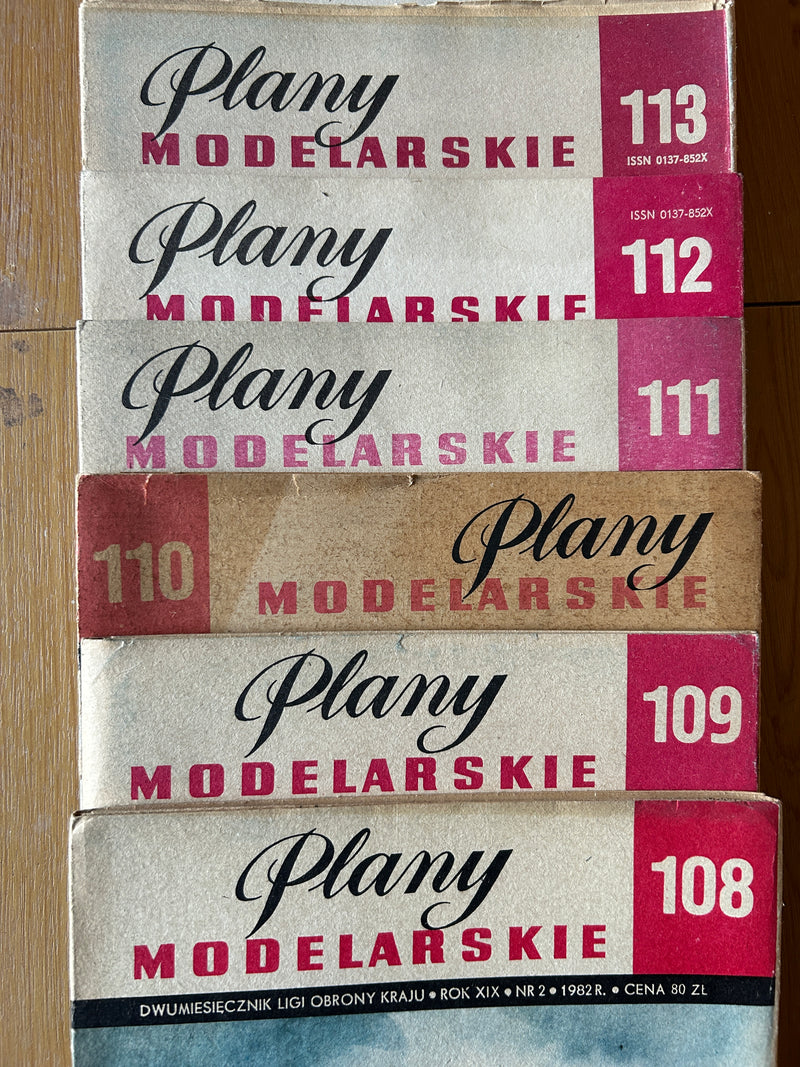 Plany
MODELARSKIE
113
ISSN 0137-852X
Plany
MODELARSKIE
ISSN 0137-852X
112
Plany
MODELARSKIE
111
110
Plany
MODELARSKIE
Plany
MODELARSKIE
109
Plany
MODELARSKIE
108
DWUMIESIĘCZNIK LIGI OBRONY KRAJU • ROK XIX • NR 2 • 1982 R. • CENA 80 ZŁ